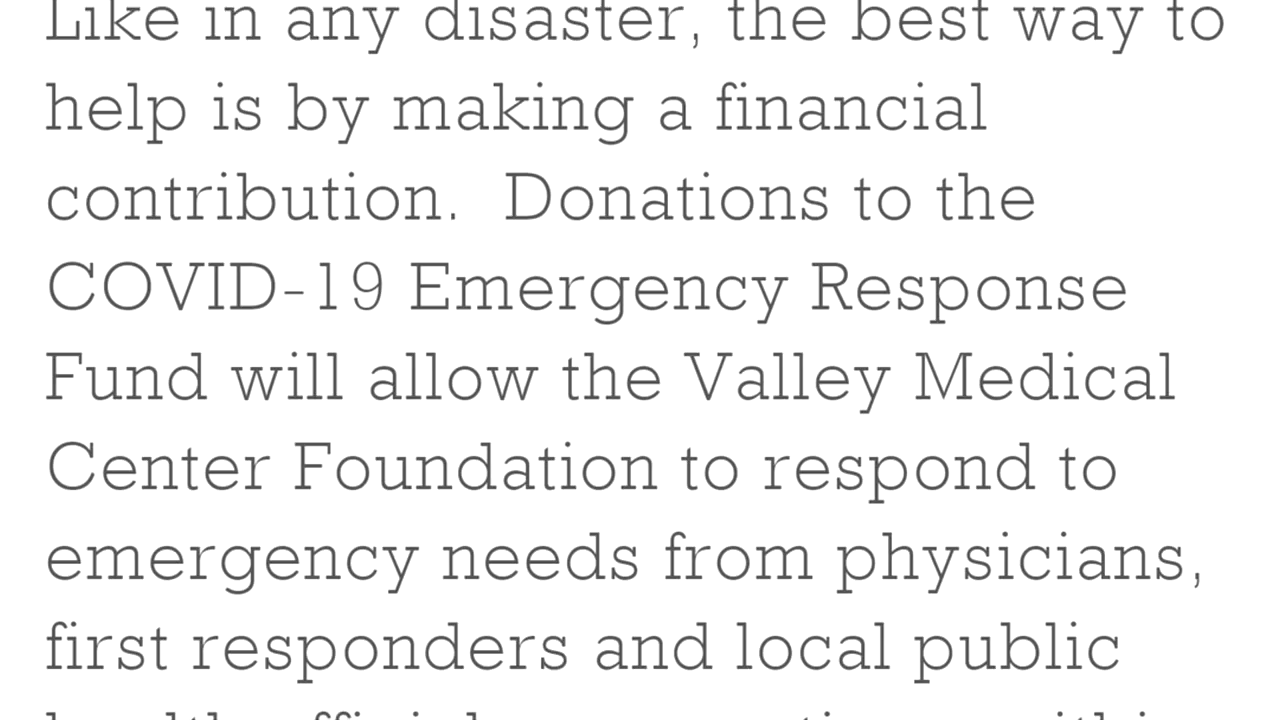 Like in any disaster, the best way to
help is by making a financial
contribution.  Donations to the
COVID-19 Emergency Response
Fund will allow the Valley Medical
Center Foundation to respond to
emergency needs from physicians,
first responders and local public